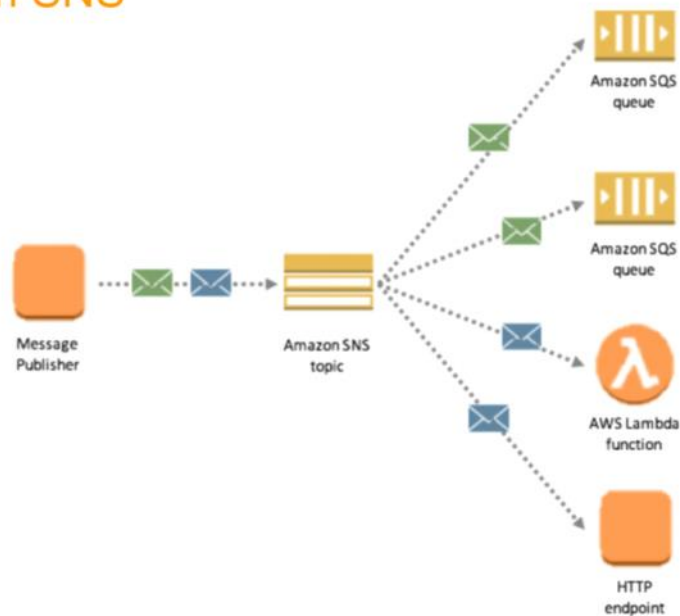 Amazon SQS
queue
Amazon SQS
queue
Message
Publisher
Amazon SNS
topic
AWS Lambda
function
HTTP
endpoint